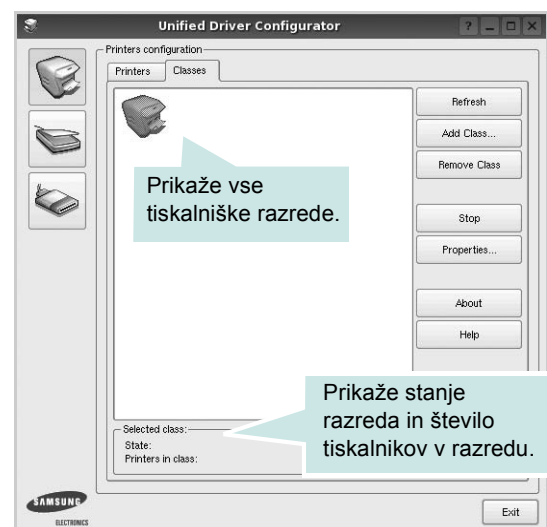 Unified Driver Configurator
Printers configuration
Printers Classes
Refresh
Add Class...
Remove Class
Prikaže vse
tiskalniške razrede.
Stop
Properties...
About
Help
Prikaže stanje
razreda in število
tiskalnikov v razredu.
Selected class:
State:
Printers in class:
SAMSUNG
ELECTRONICS
Exit